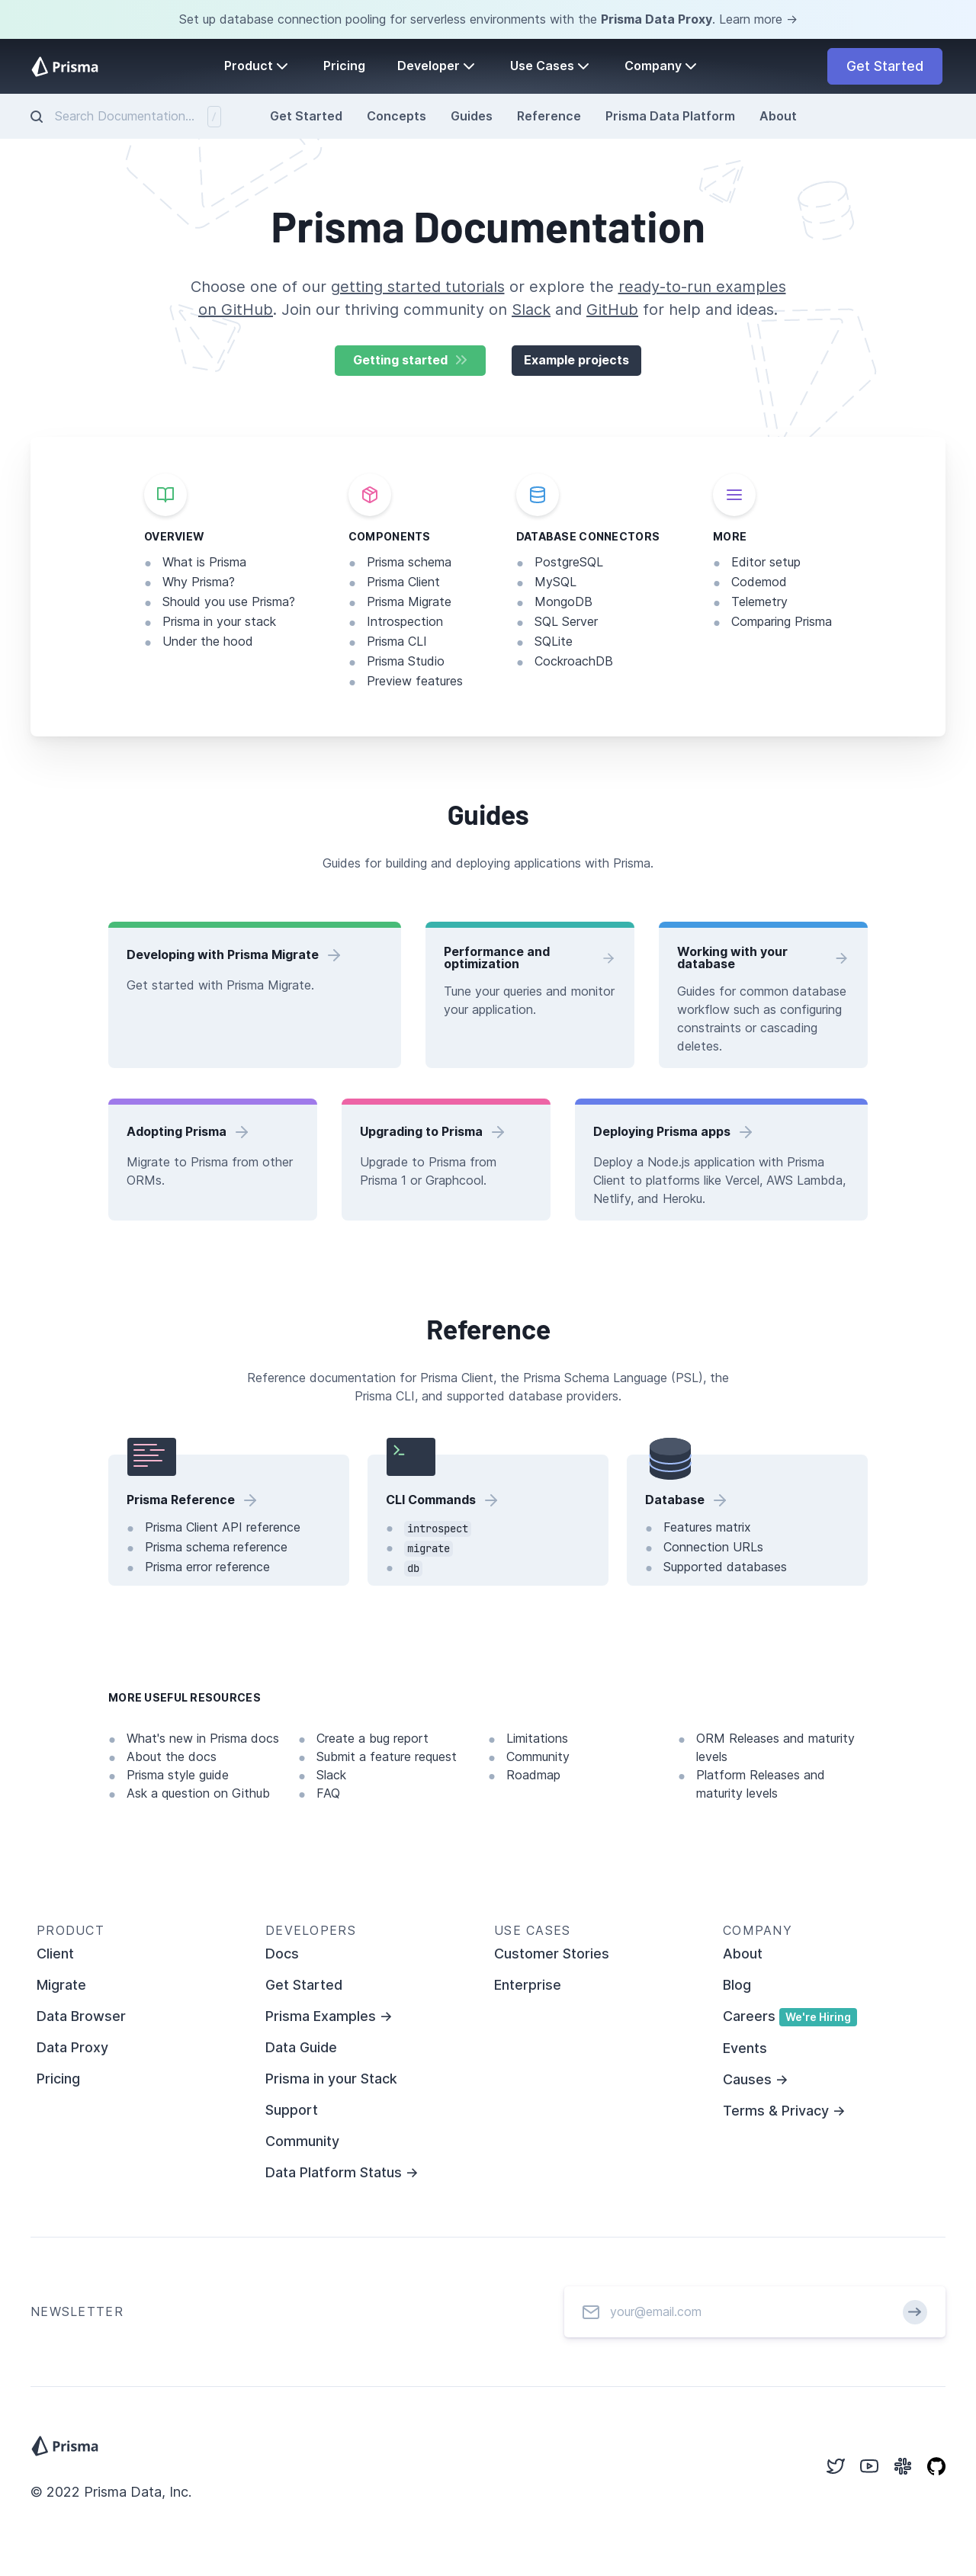 Set up database connection pooling for serverless environments with the Prisma Data Proxy. Learn more →
Prisma
Product
Pricing
Developer
Use Cases
Company
Get Started
Search Documentation...
/
Get Started
Concepts
Guides
Reference
Prisma Data Platform
About
Prisma Documentation
Choose one of our getting started tutorials or explore the ready-to-run examples
on GitHub. Join our thriving community on Slack and GitHub for help and ideas.
Getting started
Example projects
OVERVIEW
What is Prisma
Why Prisma?
Should you use Prisma?
Prisma in your stack
Under the hood
COMPONENTS
Prisma schema
Prisma Client
Prisma Migrate
Introspection
Prisma CLI
Prisma Studio
Preview features
DATABASE CONNECTORS
PostgreSQL
MySQL
MongoDB
SQL Server
SQLite
CockroachDB
MORE
Editor setup
Codemod
Telemetry
Comparing Prisma
Guides
Guides for building and deploying applications with Prisma.
Developing with Prisma Migrate
Get started with Prisma Migrate.
Performance and
optimization
Tune your queries and monitor
your application.
Working with your
database
Guides for common database
workflow such as configuring
constraints or cascading
deletes.
Adopting Prisma
Migrate to Prisma from other
ORMs.
Upgrading to Prisma
Upgrade to Prisma from
Prisma 1 or Graphcool.
Deploying Prisma apps
Deploy a Node.js application with Prisma
Client to platforms like Vercel, AWS Lambda,
Netlify, and Heroku.
Reference
Reference documentation for Prisma Client, the Prisma Schema Language (PSL), the
Prisma CLI, and supported database providers.
Prisma Reference
Prisma Client API reference
Prisma schema reference
Prisma error reference
CLI Commands
introspect
migrate
db
Database
Features matrix
Connection URLs
Supported databases
MORE USEFUL RESOURCES
What's new in Prisma docs
About the docs
Prisma style guide
Ask a question on Github
Create a bug report
Submit a feature request
Slack
FAQ
Limitations
Community
Roadmap
ORM Releases and maturity
levels
Platform Releases and
maturity levels
PRODUCT
Client
Migrate
Data Browser
Data Proxy
Pricing
DEVELOPERS
Docs
Get Started
Prisma Examples →
Data Guide
Prisma in your Stack
Support
Community
Data Platform Status →
USE CASES
Customer Stories
Enterprise
COMPANY
About
Blog
Careers We're Hiring
Events
Causes →
Terms & Privacy →
NEWSLETTER
your@email.com
Prisma
© 2022 Prisma Data, Inc.